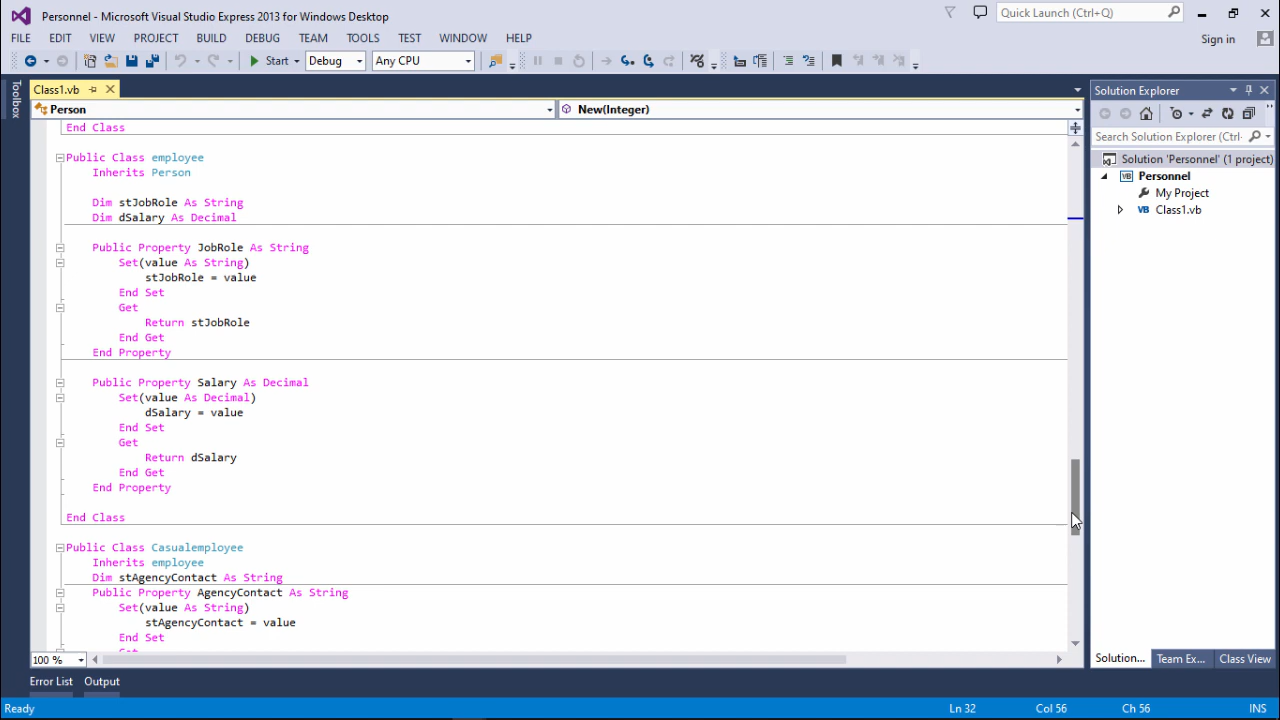 Personnel - Microsoft Visual Studio Express 2013 for Windows Desktop
Quick Launch (Ctrl+Q)
FILE EDIT VIEW PROJECT BUILD DEBUG TEAM TOOLS TEST WINDOW HELP
Sign in
Start Debug Any CPU
Toolbox
Class1.vb
Person
New(Integer)
End Class
Public Class employee
Inherits Person
Dim stJobRole As String
Dim dSalary As Decimal
Public Property JobRole As String
Set(value As String)
stJobRole = value
End Set
Get
Return stJobRole
End Get
End Property
Public Property Salary As Decimal
Set(value As Decimal)
dSalary = value
End Set
Get
Return dSalary
End Get
End Property
End Class
Public Class Casualemployee
Inherits employee
Dim stAgencyContact As String
Public Property AgencyContact As String
Set(value As String)
stAgencyContact = value
End Set
100 %
Solution Explorer
Search Solution Explorer (Ctrl-
Solution 'Personnel' (1 project)
VB Personnel
My Project
VB Class1.vb
Solution... Team Ex... Class View
Error List Output
Ready Ln 32 Col 56 Ch 56 INS